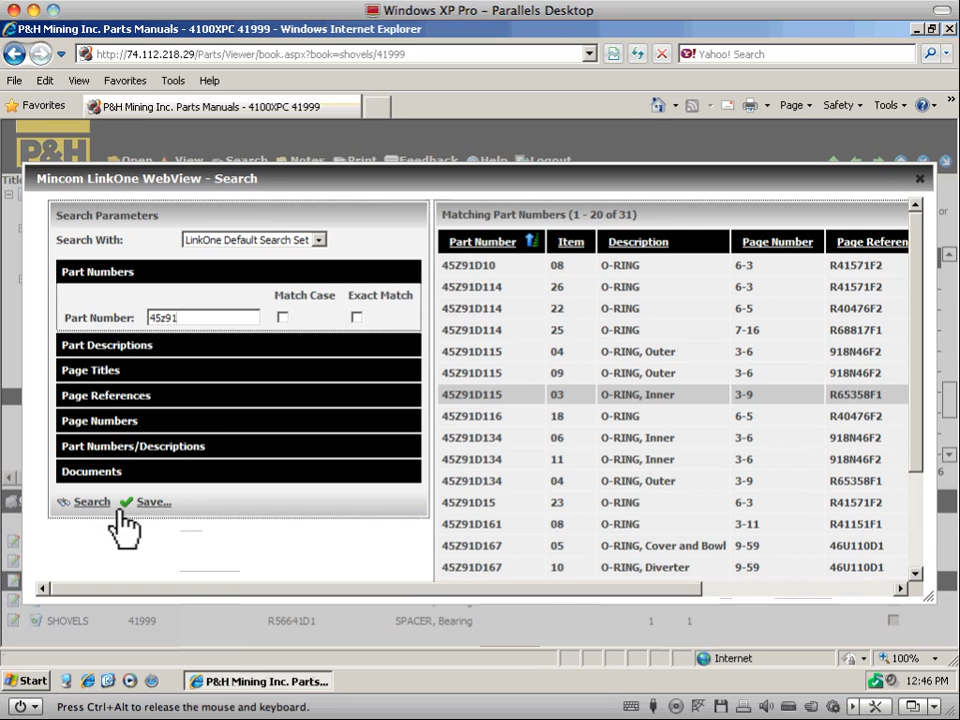 Windows XP Pro - Parallels Desktop
P&H Mining Inc. Parts Manuals - 4100XPC 41999 - Windows Internet Explorer
http://74.112.218.29/Parts/Viewer/book.aspx?book=shovels/41999
Yahoo! Search
File Edit View Favorites Tools Help
Favorites P&H Mining Inc. Parts Manuals - 4100XPC 41999 Page Safety Tools
P&H Open View Search Notes Print Feedback Help Logout
Mincom LinkOne WebView - Search
Search Parameters
Search With: LinkOne Default Search Set
Part Numbers
Match Case Exact Match
Part Number: 45z91
Part Descriptions
Page Titles
Page References
Page Numbers
Part Numbers/Descriptions
Documents
Search Save...
Matching Part Numbers (1 - 20 of 31)
Part Number Item Description Page Number Page Referen
45Z91D10 08 O-RING 6-3 R41571F2
45Z91D114 26 O-RING 6-3 R41571F2
45Z91D114 22 O-RING 6-5 R40476F2
45Z91D114 25 O-RING 7-16 R68817F1
45Z91D115 04 O-RING, Outer 3-6 918N46F2
45Z91D115 09 O-RING, Outer 3-6 918N46F2
45Z91D115 03 O-RING, Inner 3-9 R65358F1
45Z91D116 18 O-RING 6-5 R40476F2
45Z91D134 06 O-RING, Inner 3-6 918N46F2
45Z91D134 11 O-RING, Inner 3-6 918N46F2
45Z91D134 04 O-RING, Outer 3-9 R65358F1
45Z91D15 23 O-RING 6-3 R41571F2
45Z91D161 08 O-RING 3-11 R41151F1
45Z91D167 05 O-RING, Cover and Bowl 9-59 46U110D1
45Z91D167 10 O-RING, Diverter 9-59 46U110D1
SHOVELS 41999 R56641D1 SPACER, Bearing 1 1
Internet 100%
Start P&H Mining Inc. Parts... 12:46 PM
Press Ctrl+Alt to release the mouse and keyboard.